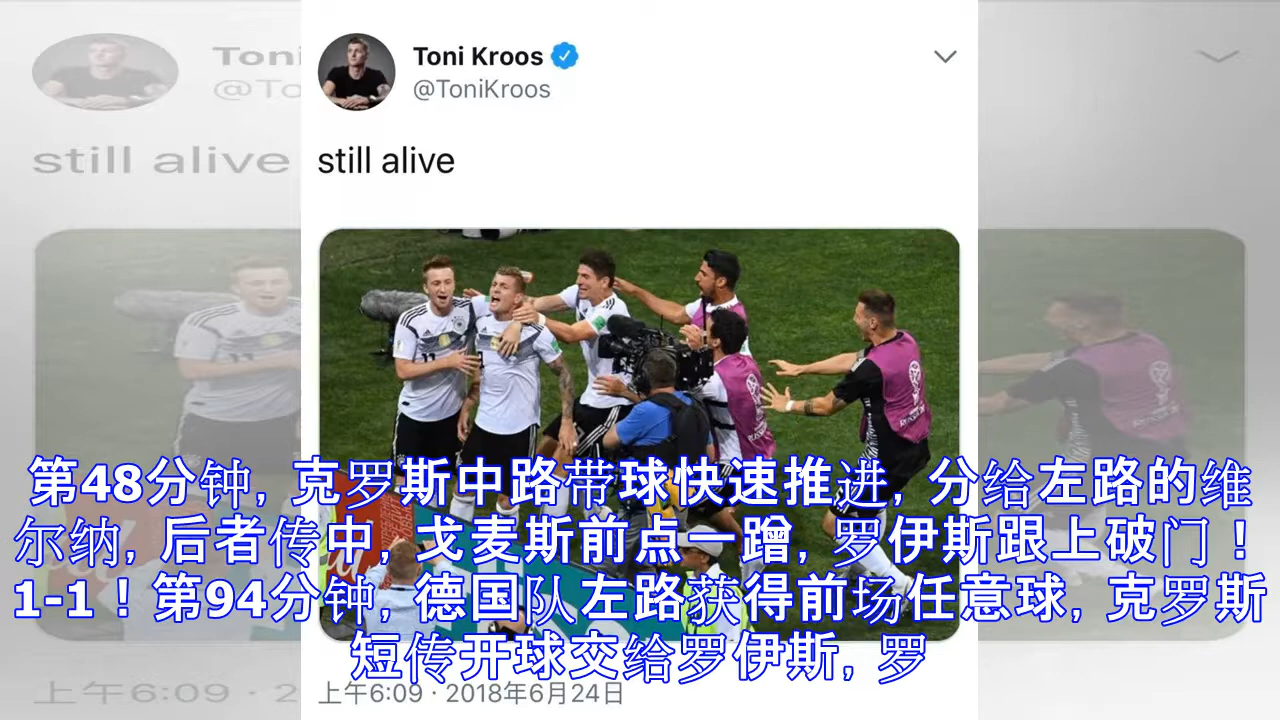 Toni Kroos
@ToniKroos
still alive
第48分钟, 克罗斯中路带球快速推进, 分给左路的维
尔纳, 后者传中, 戈麦斯前点一蹭, 罗伊斯跟上破门！
1-1！第94分钟, 德国队左路获得前场任意球, 克罗斯
短传开球交给罗伊斯, 罗
上午6:09 · 2018年6月24日